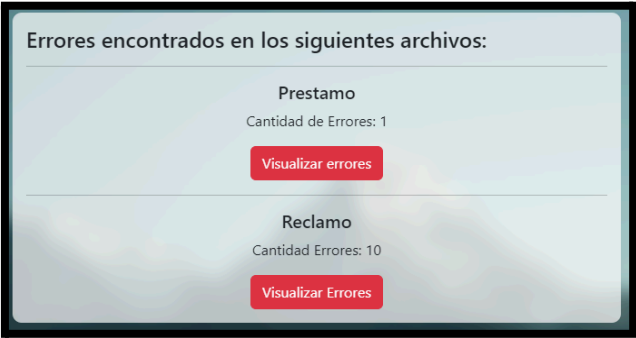 Errores encontrados en los siguientes archivos:
Prestamo
Cantidad de Errores: 1
Visualizar errores
Reclamo
Cantidad Errores: 10
Visualizar Errores